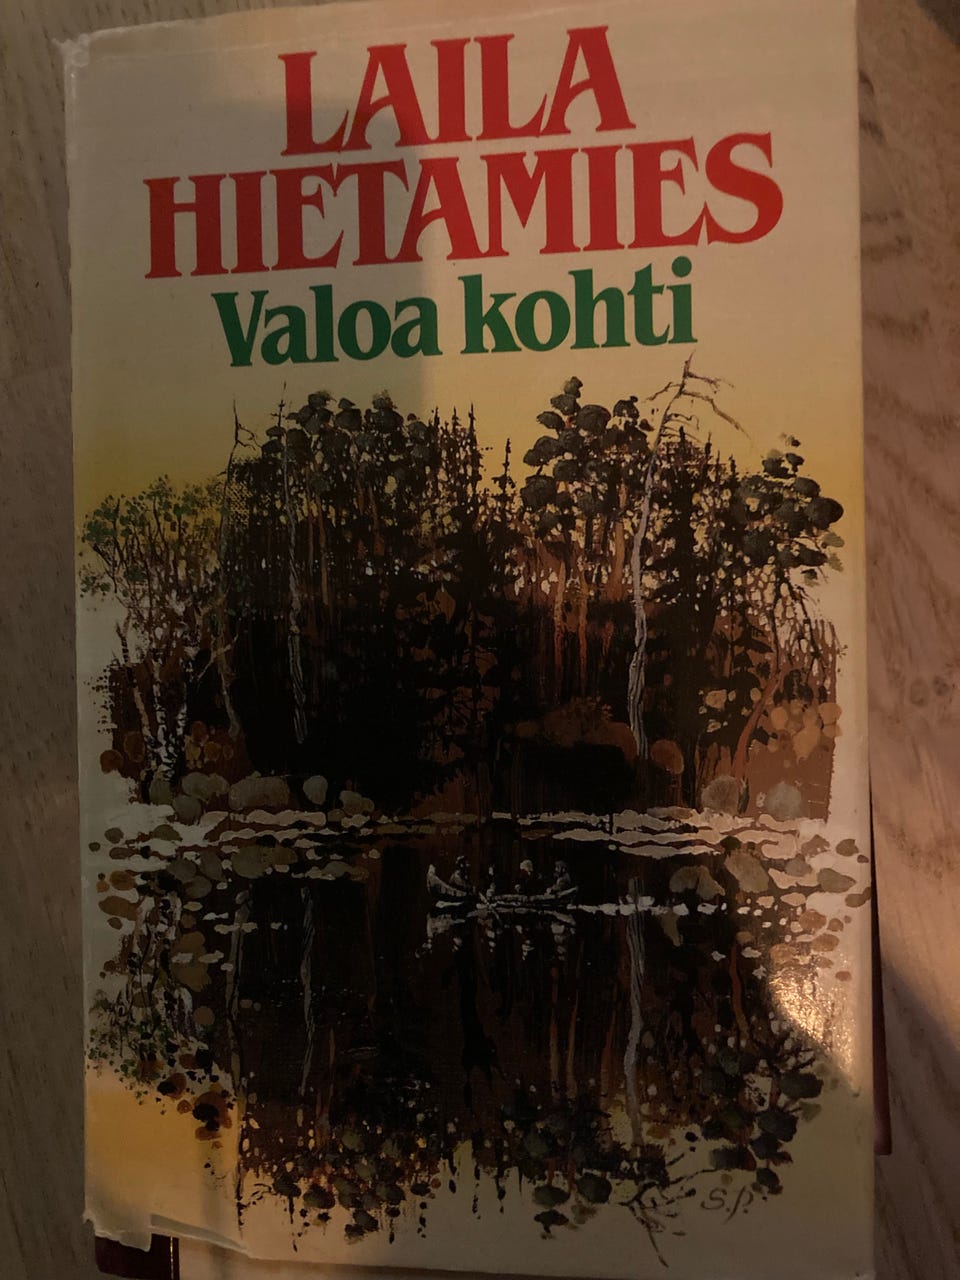 LAILA
HIETAMIES
Valoa kohti
S.P.